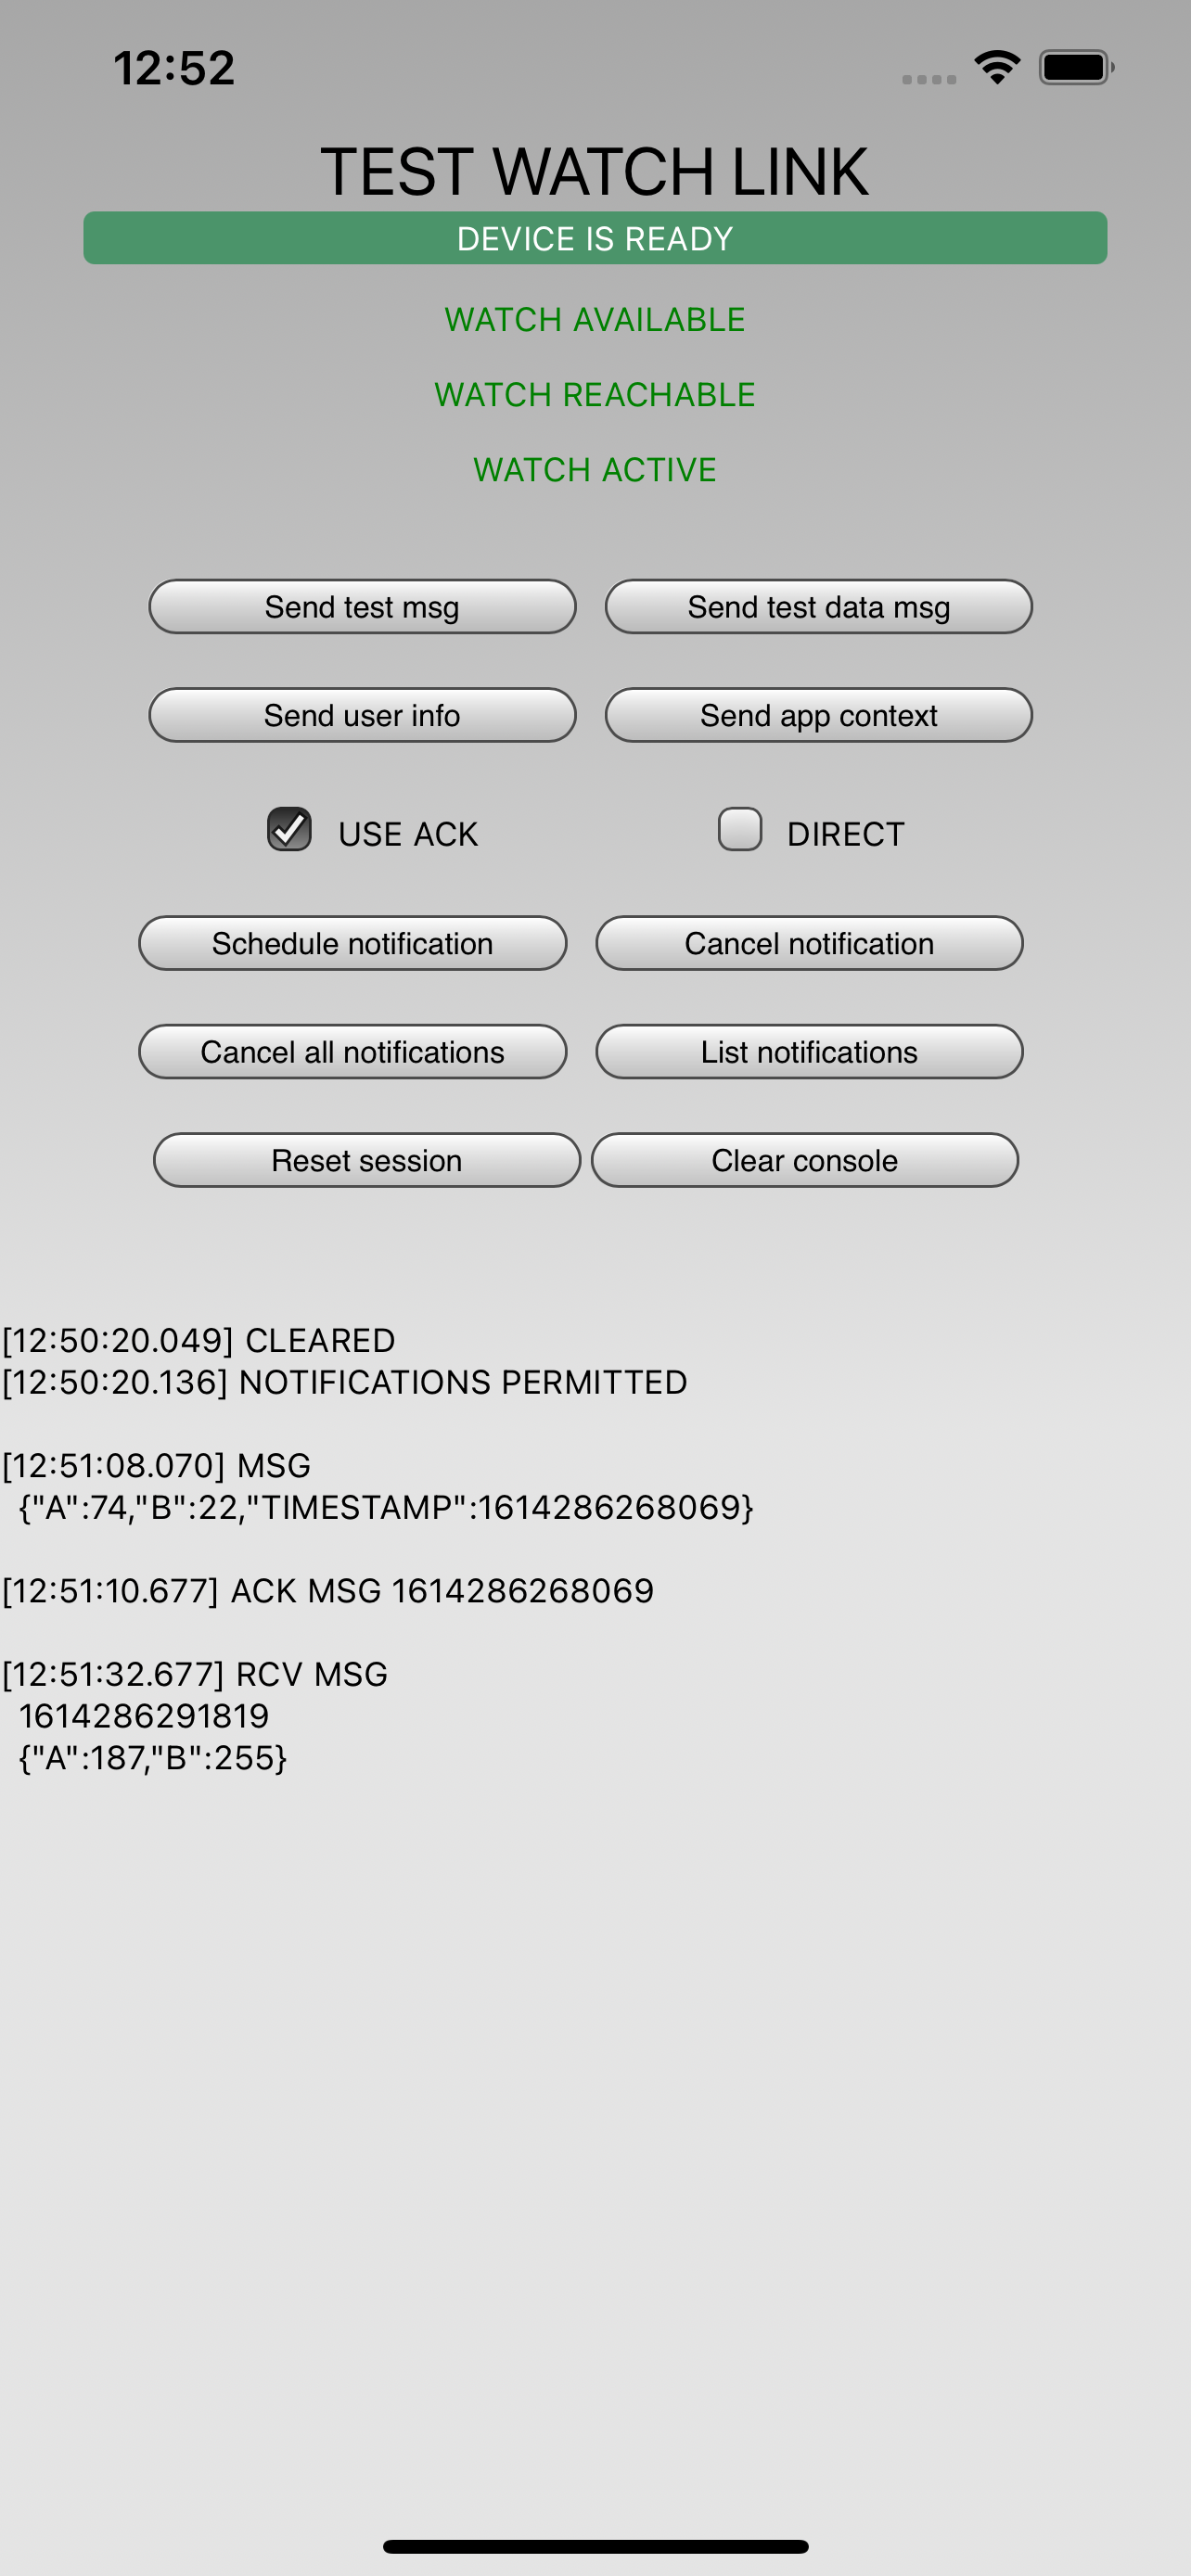 12:52
TEST WATCH LINK
DEVICE IS READY
WATCH AVAILABLE
WATCH REACHABLE
WATCH ACTIVE
Send test msg Send test data msg
Send user info Send app context
USE ACK DIRECT
Schedule notification Cancel notification
Cancel all notifications List notifications
Reset session Clear console
[12:50:20.049] CLEARED
[12:50:20.136] NOTIFICATIONS PERMITTED
[12:51:08.070] MSG
{"A":74,"B":22,"TIMESTAMP":1614286268069}
[12:51:10.677] ACK MSG 1614286268069
[12:51:32.677] RCV MSG
1614286291819
{"A":187,"B":255}